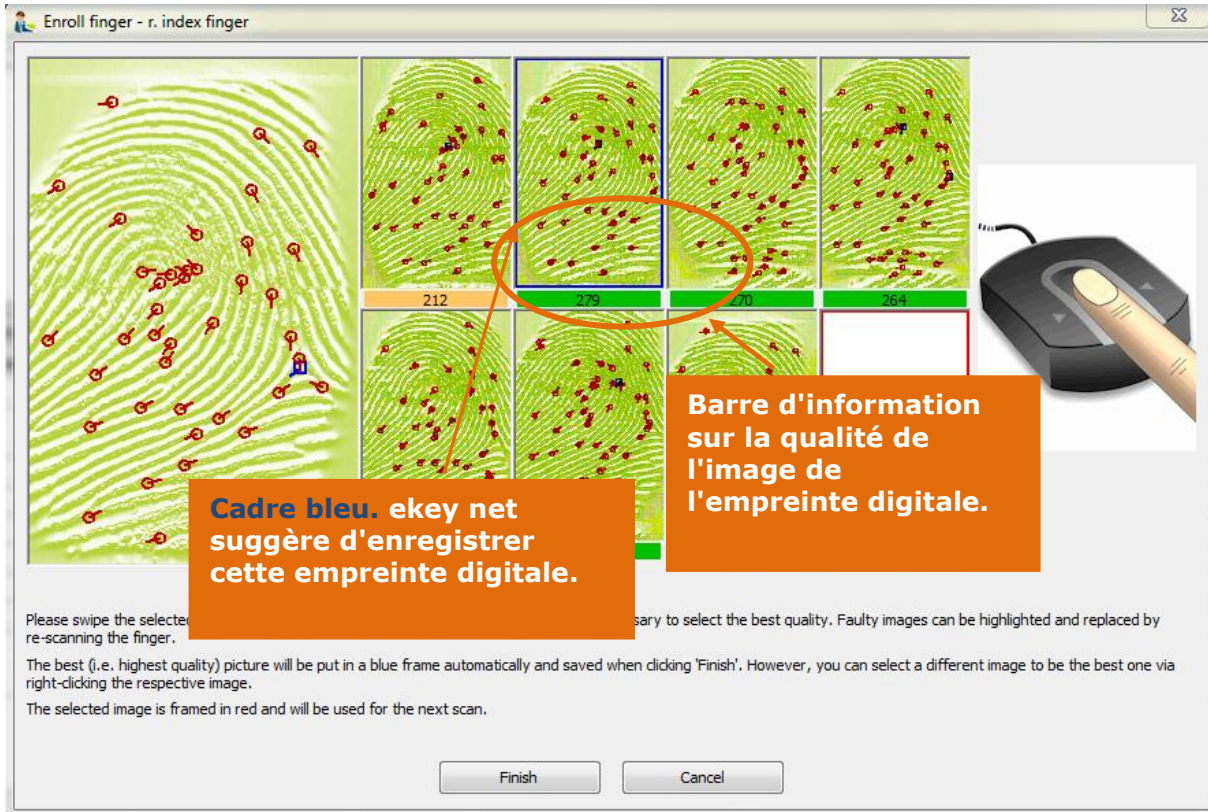 Enroll finger - r. index finger
212
279
270
264
Barre d'information
sur la qualité de
l'image de
l'empreinte digitale.
Cadre bleu. ekey net
suggère d'enregistrer
cette empreinte digitale.
Please swipe the selected
to select the best quality. Faulty images can be highlighted and replaced by
re-scanning the finger.
The best (i.e. highest quality) picture will be put in a blue frame automatically and saved when clicking 'Finish'. However, you can select a different image to be the best one via
right-clicking the respective image.
The selected image is framed in red and will be used for the next scan.
Finish
Cancel